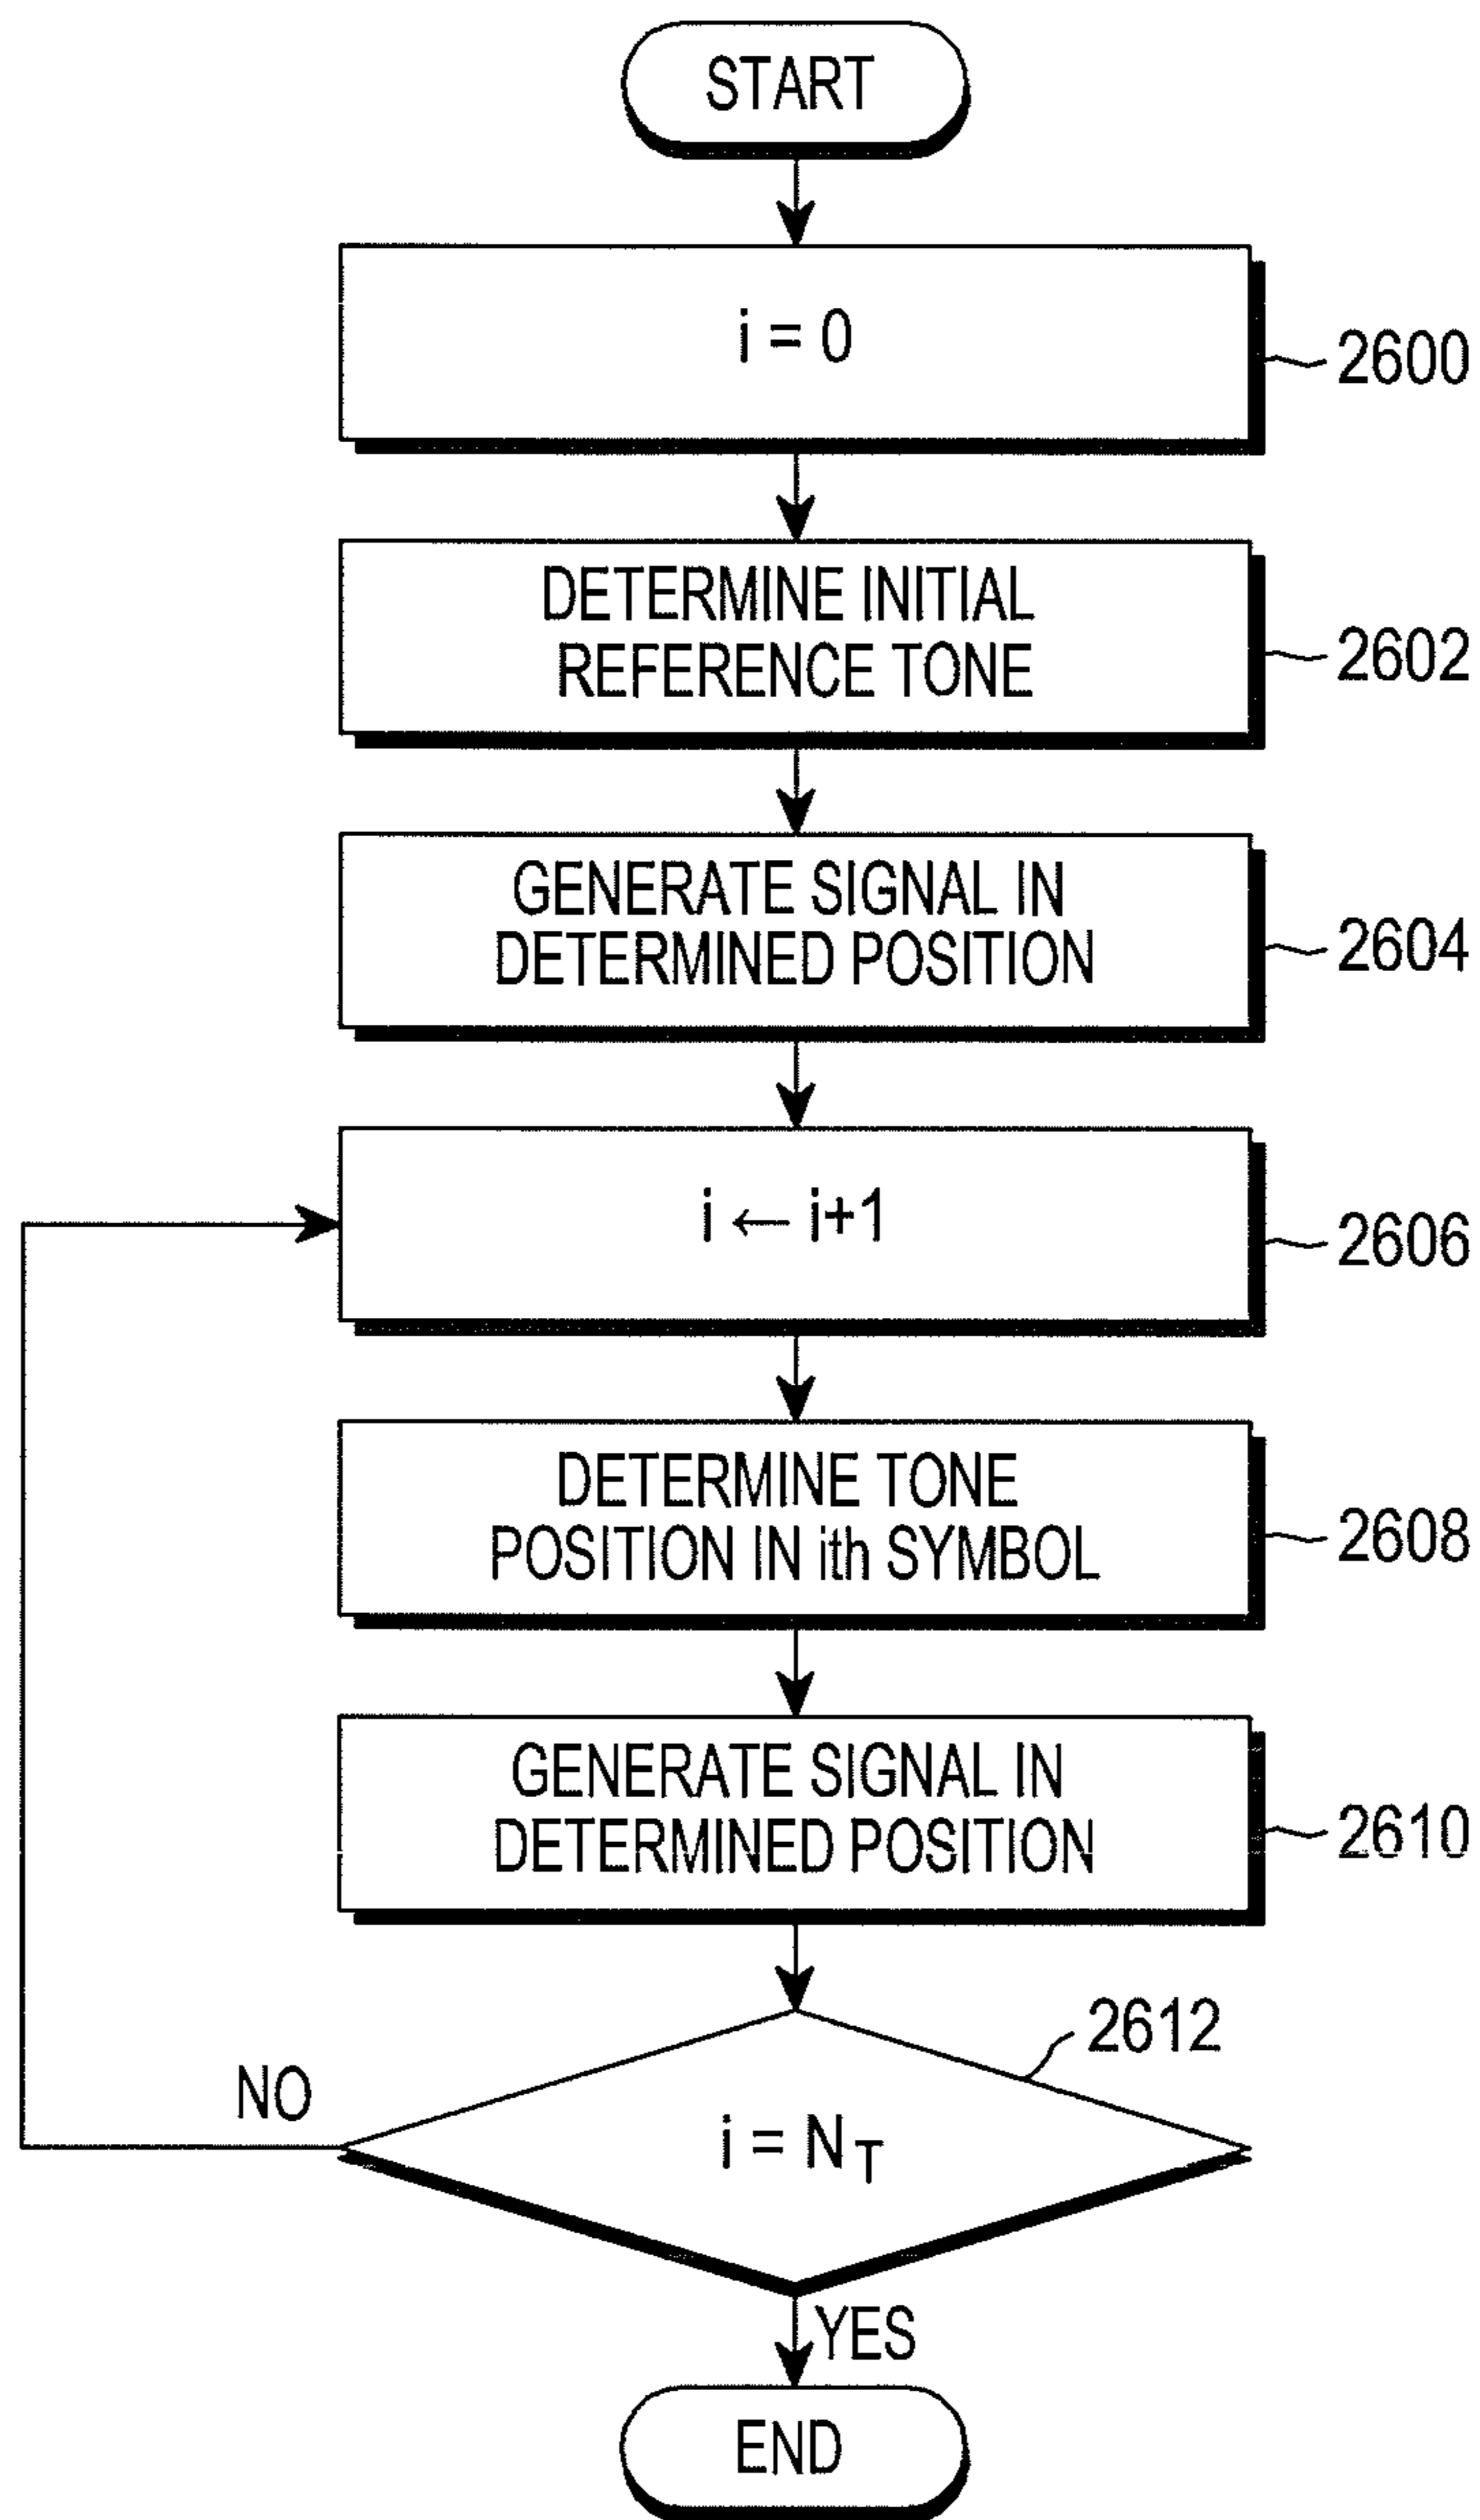 START
i = 0
2600
DETERMINE INITIAL
REFERENCE TONE
2602
GENERATE SIGNAL IN
DETERMINED POSITION
2604
i ← i+1
2606
DETERMINE TONE
POSITION IN ith SYMBOL
2608
GENERATE SIGNAL IN
DETERMINED POSITION
2610
2612
NO
i = N_T
YES
END